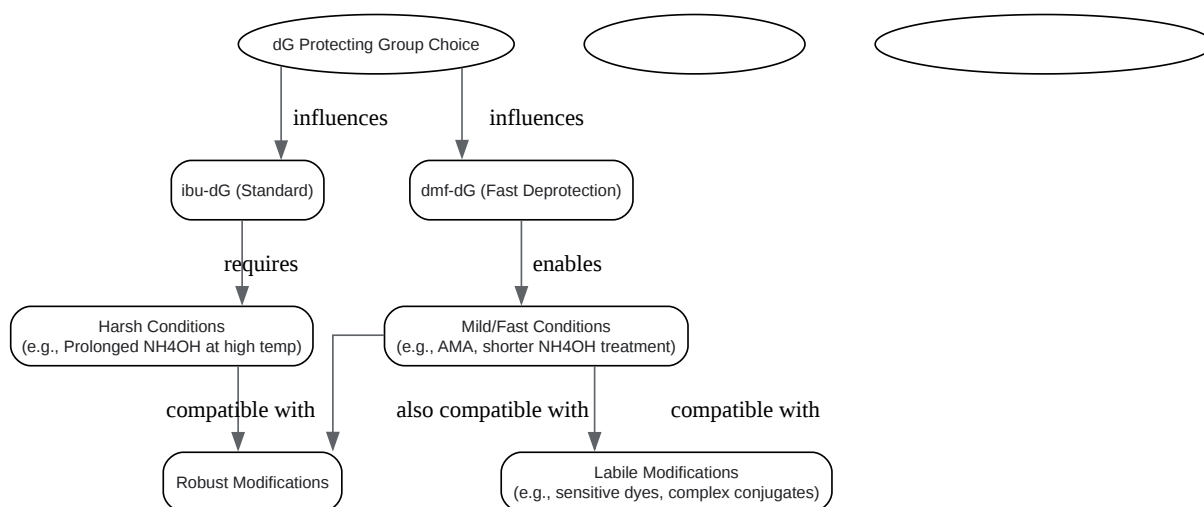 dG Protecting Group Choice
influences
influences
ibu-dG (Standard)
dmf-dG (Fast Deprotection)
requires
enables
Harsh Conditions
(e.g., Prolonged NH4OH at high temp)
Mild/Fast Conditions
(e.g., AMA, shorter NH4OH treatment)
compatible with
also compatible with
compatible with
Robust Modifications
Labile Modifications
(e.g., sensitive dyes, complex conjugates)